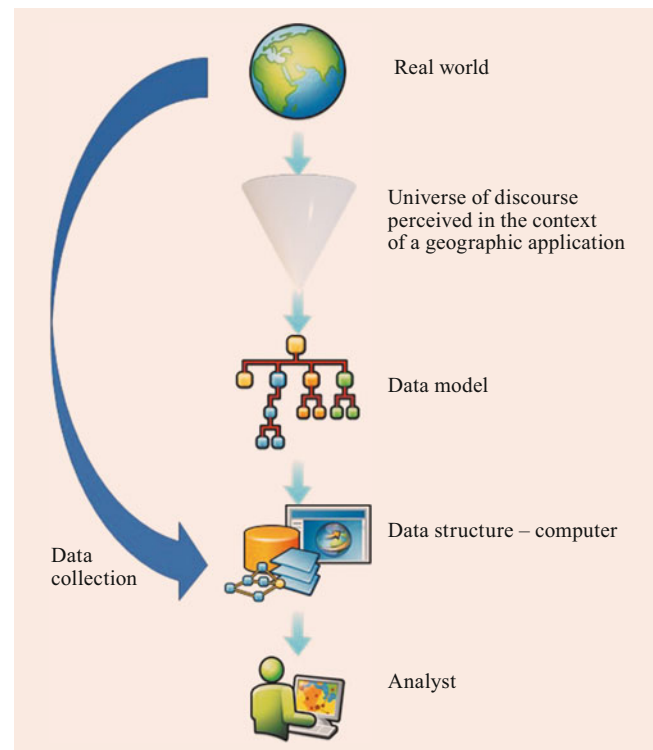 Real world
Universe of discourse
perceived in the context
of a geographic application
Data model
Data structure – computer
Data
collection
Analyst